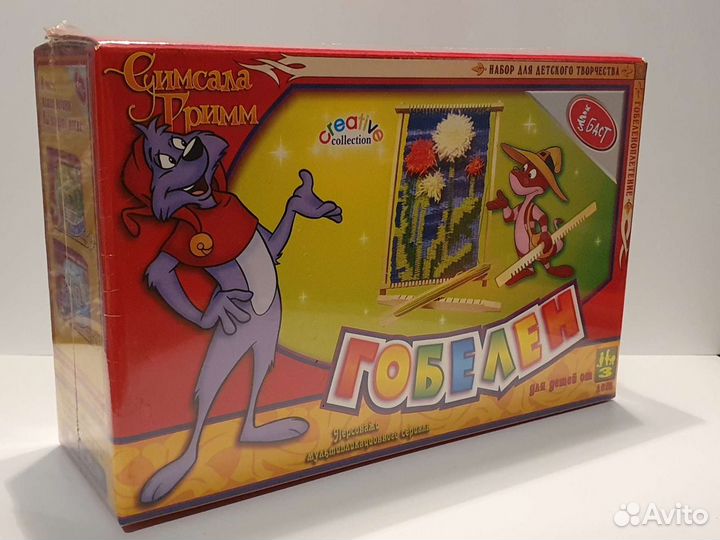 Симсала
Гримм
НАБОР ДЛЯ ДЕТСКОГО ТВОРЧЕСТВА
ГОБЕЛЕНОПЛЕТЕНИЕ
creative
collection
БАСТ
ГОБЕЛЕН
для детей от 3 лет
Персонажи
мультипликационного сериала
Avito